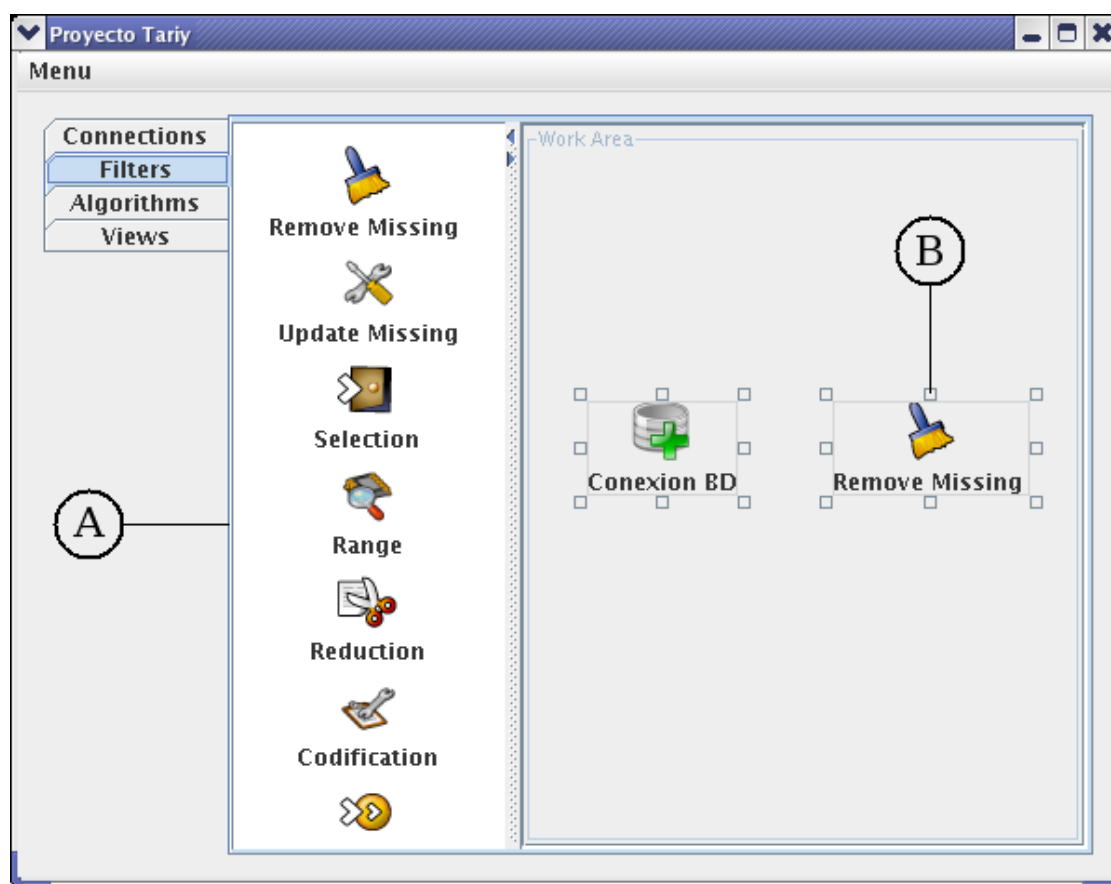 Proyecto Tariy
Menu
Connections
Filters
Algorithms
Views
Remove Missing
Update Missing
Selection
Range
Reduction
Codification
Work Area
Conexion BD
Remove Missing
A
B